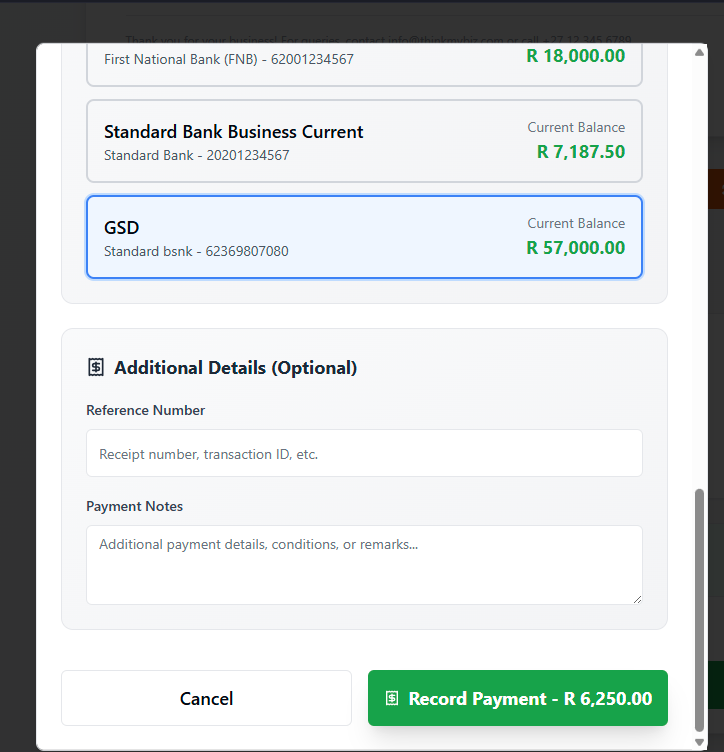 Thank you for your business! For queries, contact info@thinkmybiz.com or call +27 12 345 6789
First National Bank (FNB) - 62001234567
R 18,000.00
Standard Bank Business Current
Current Balance
Standard Bank - 20201234567
R 7,187.50
GSD
Current Balance
Standard bsnk - 62369807080
R 57,000.00
Additional Details (Optional)
Reference Number
Receipt number, transaction ID, etc.
Payment Notes
Additional payment details, conditions, or remarks...
Cancel
Record Payment - R 6,250.00